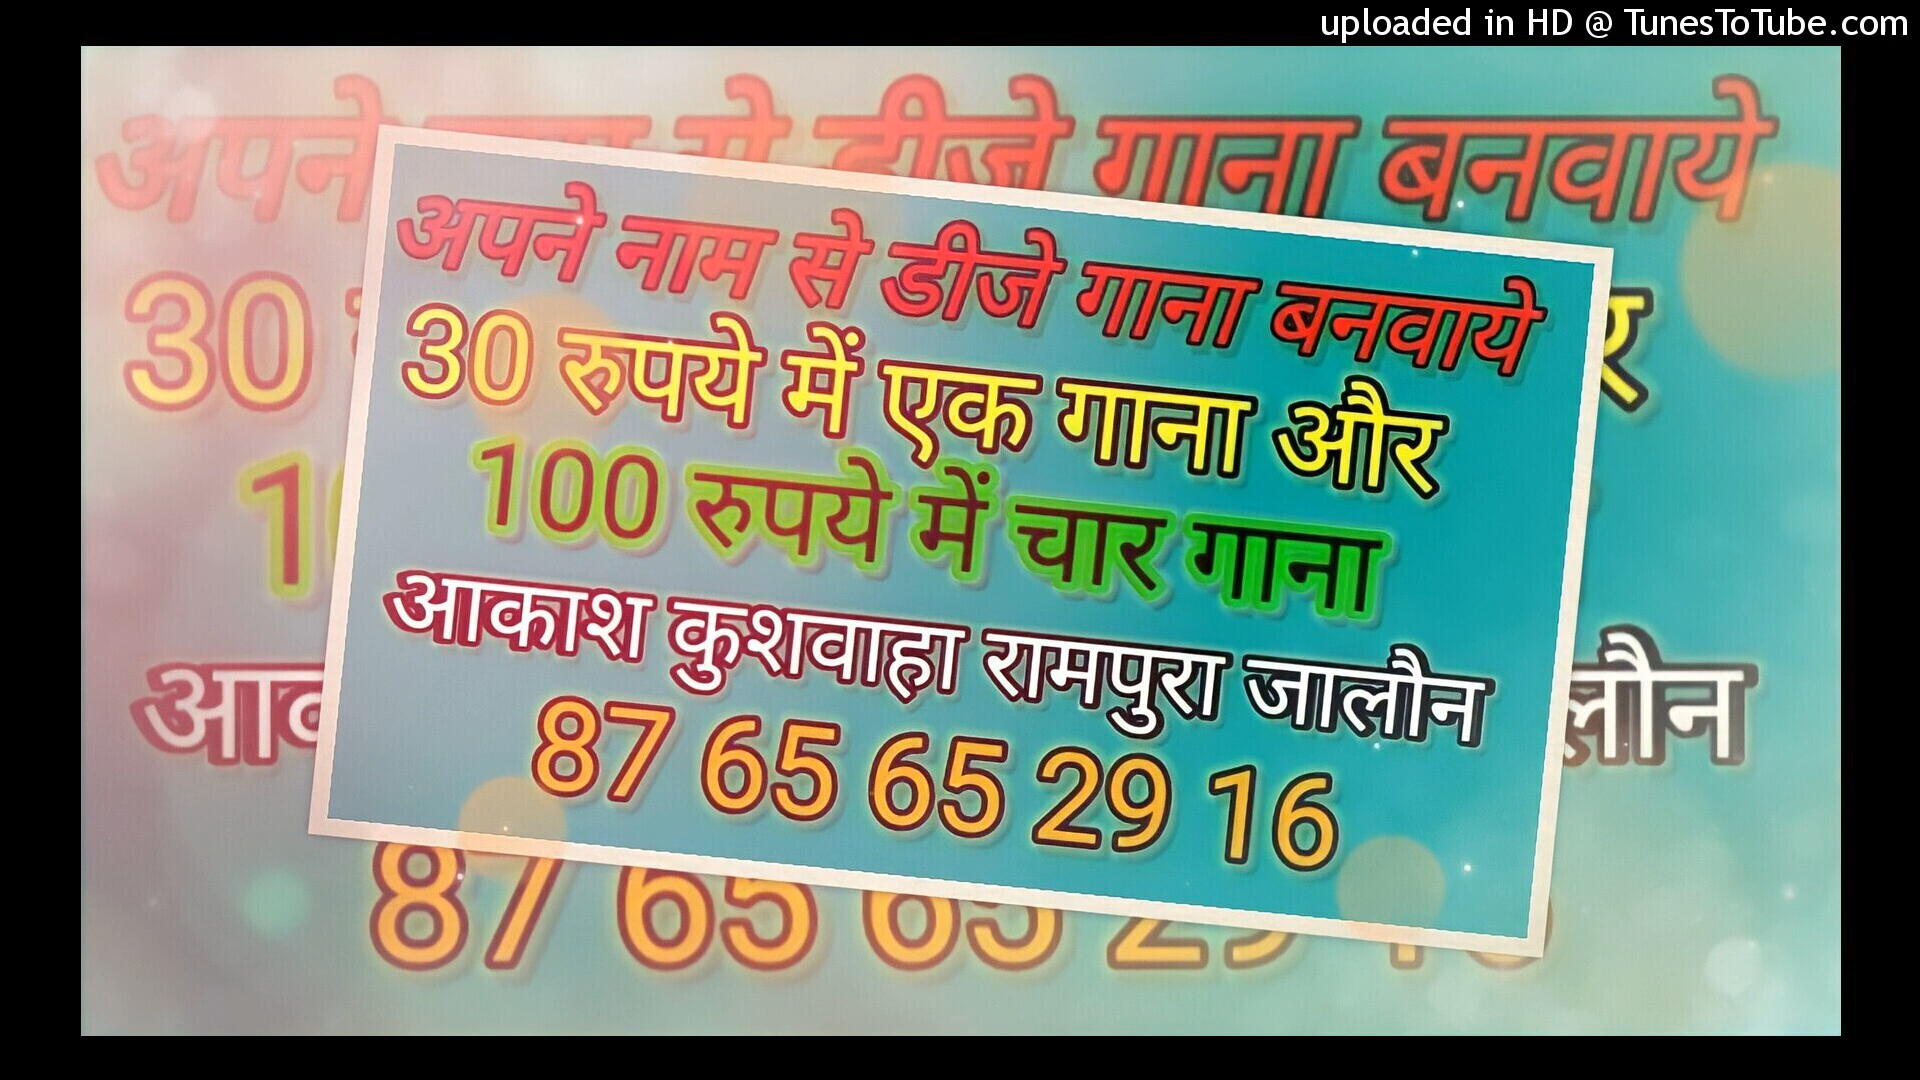 uploaded in HD @ TunesToTube.com
अपने नाम से डीजे गाना बनवाये
30 रुपये में एक गाना और
100 रुपये में चार गाना
आकाश कुशवाहा रामपुरा जालौन
87 65 65 29 16